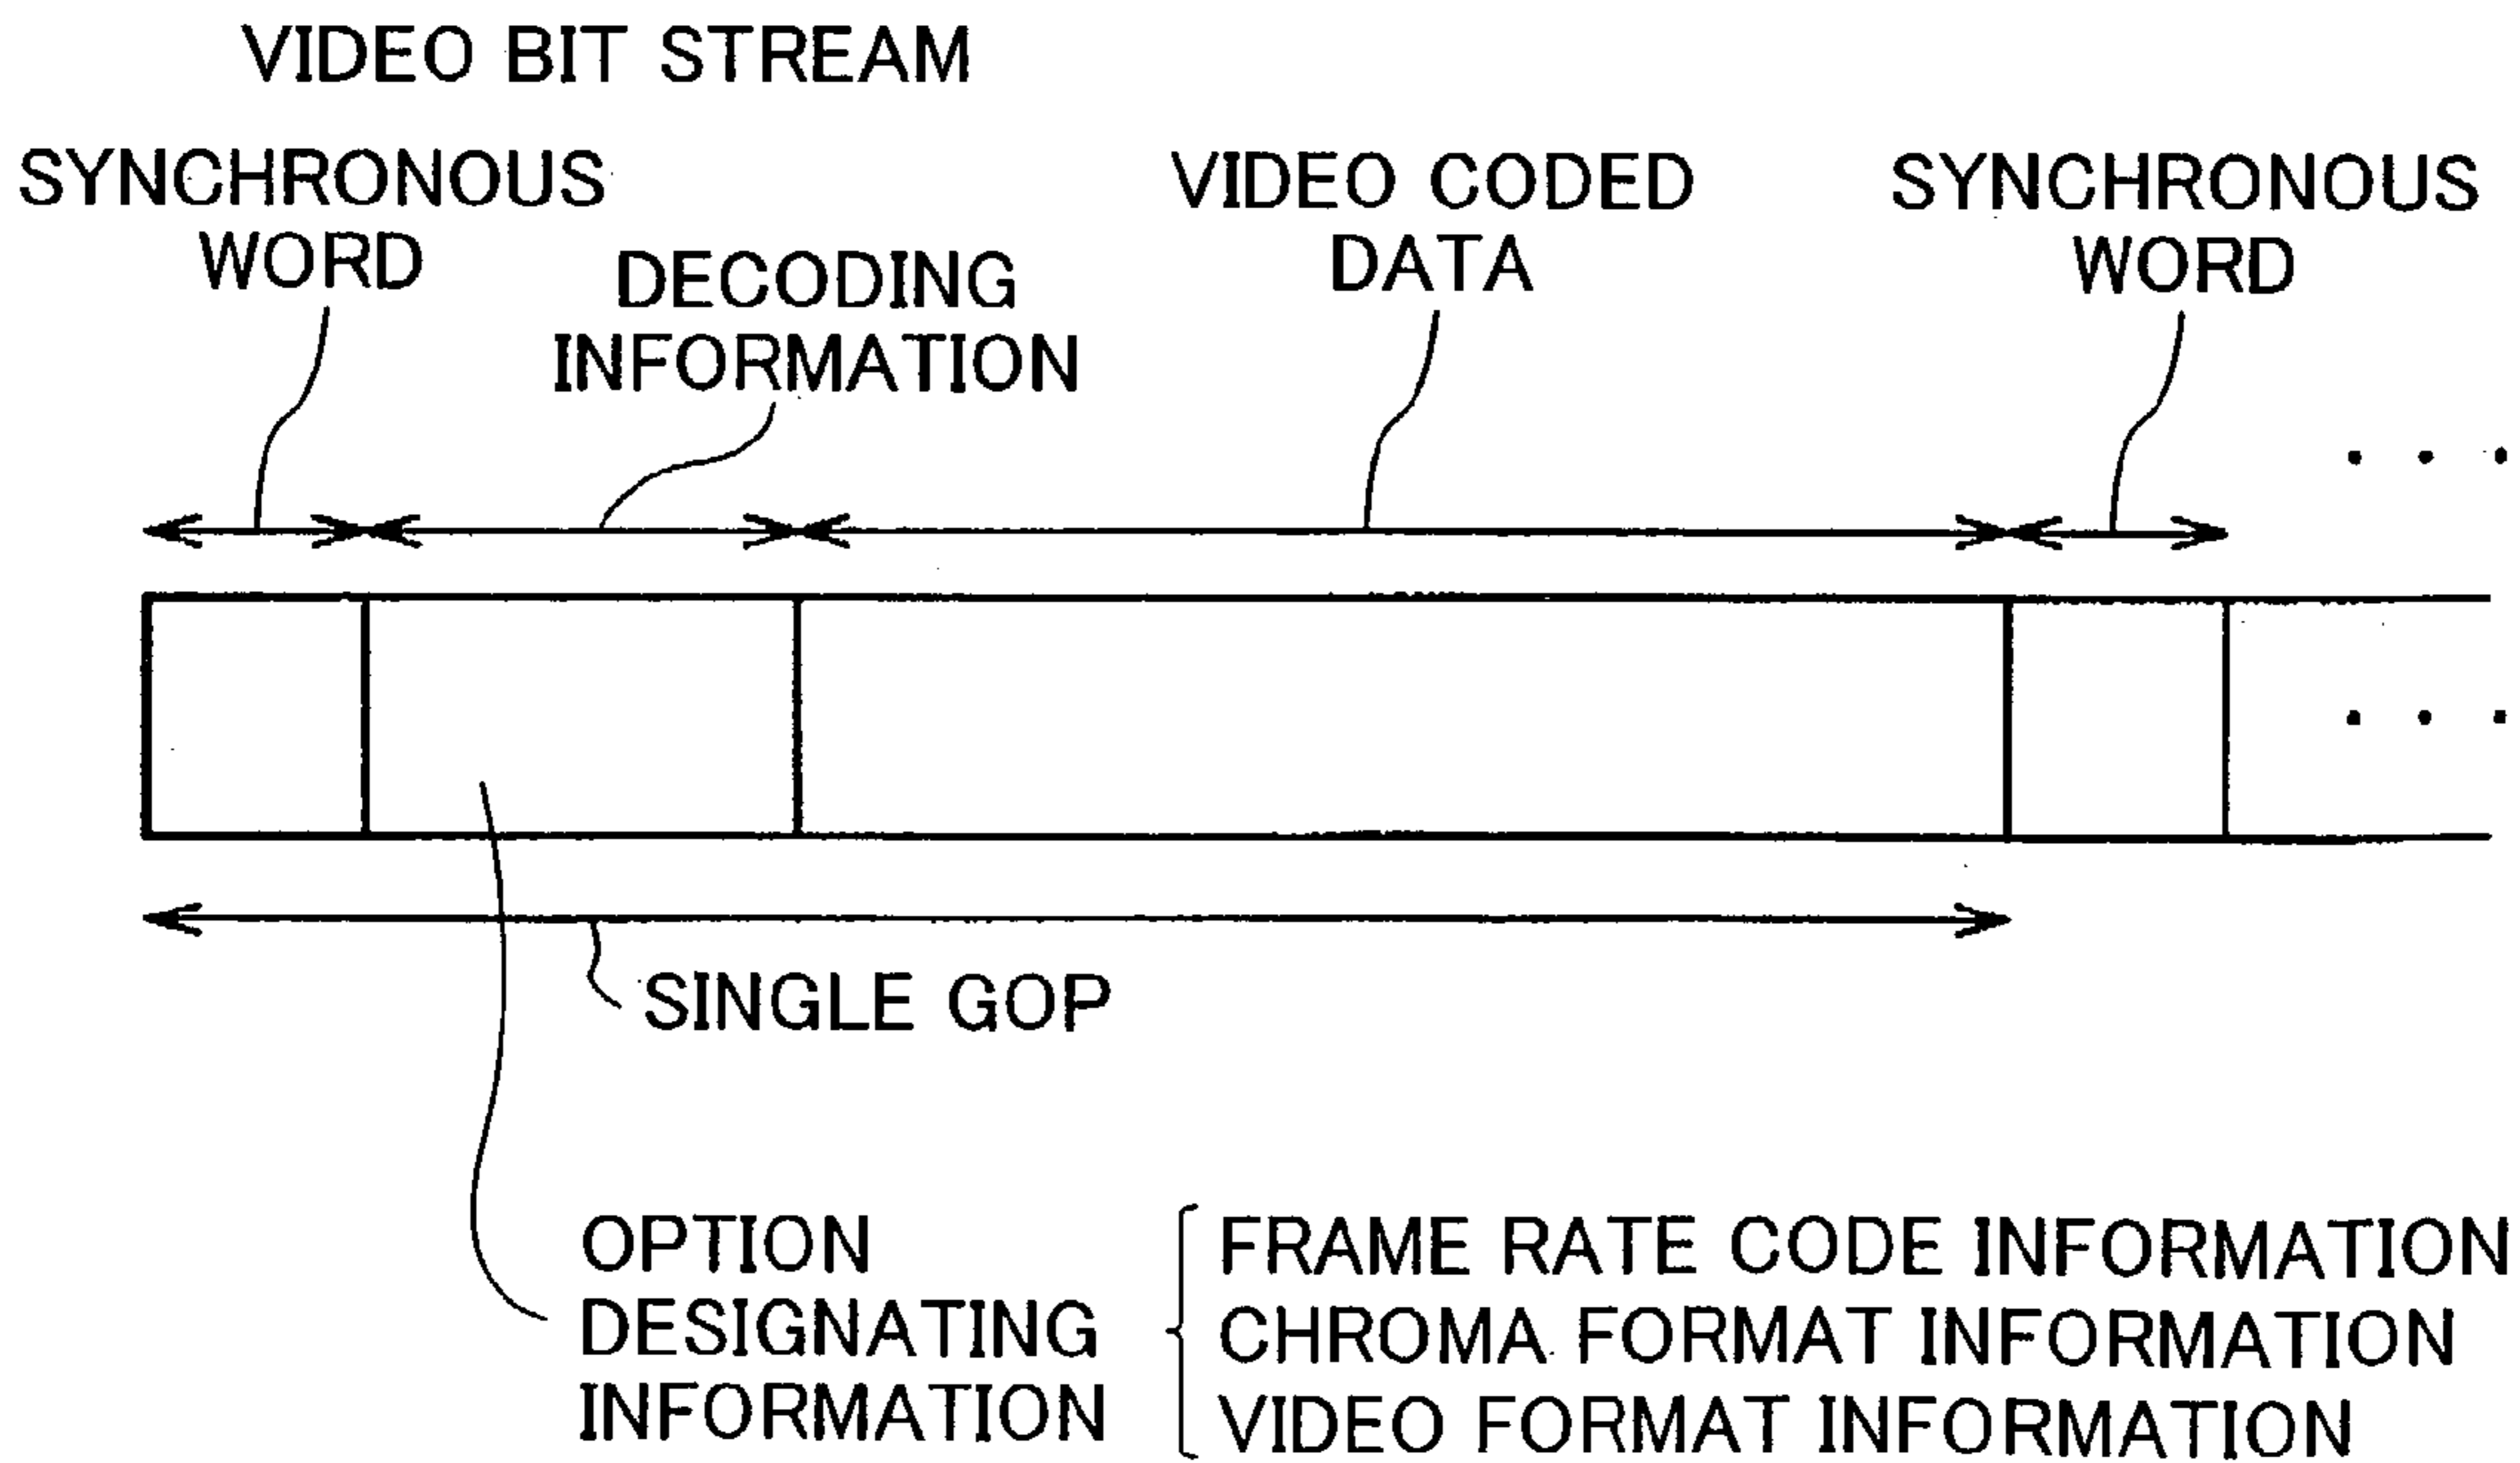 VIDEO BIT STREAM
SYNCHRONOUS
WORD
DECODING
INFORMATION
VIDEO CODED
DATA
SYNCHRONOUS
WORD
SINGLE GOP
OPTION
DESIGNATING
INFORMATION
FRAME RATE CODE INFORMATION
CHROMA FORMAT INFORMATION
VIDEO FORMAT INFORMATION